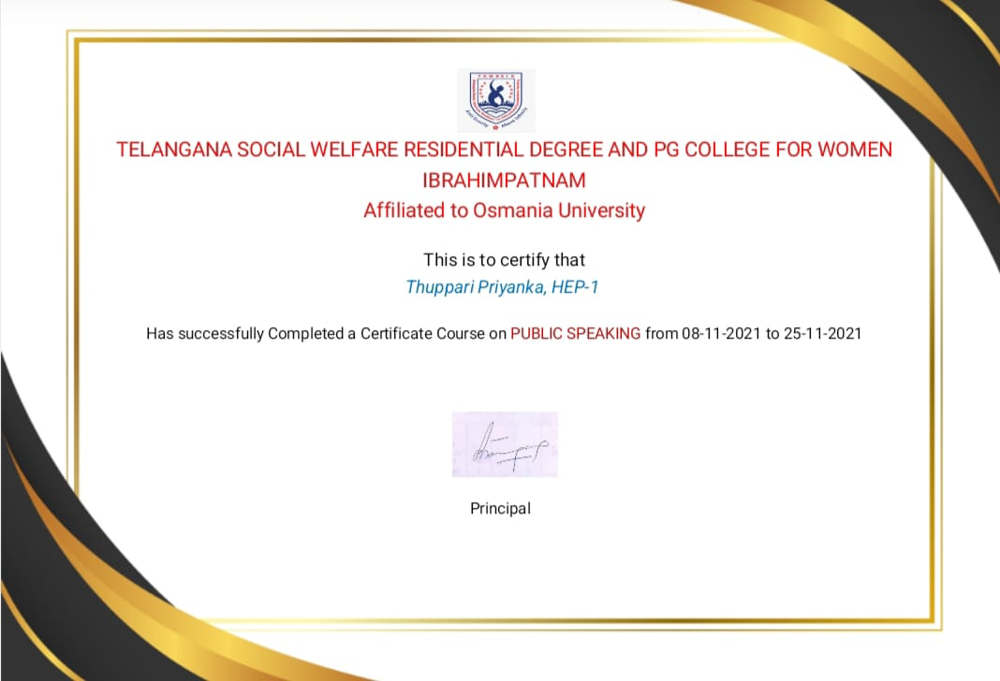 TSWREIS
TELANGANA SOCIAL WELFARE RESIDENTIAL DEGREE AND PG COLLEGE FOR WOMEN
IBRAHIMPATNAM
Affiliated to Osmania University
This is to certify that
Thuppari Priyanka, HEP-1
Has successfully Completed a Certificate Course on PUBLIC SPEAKING from 08-11-2021 to 25-11-2021
Principal